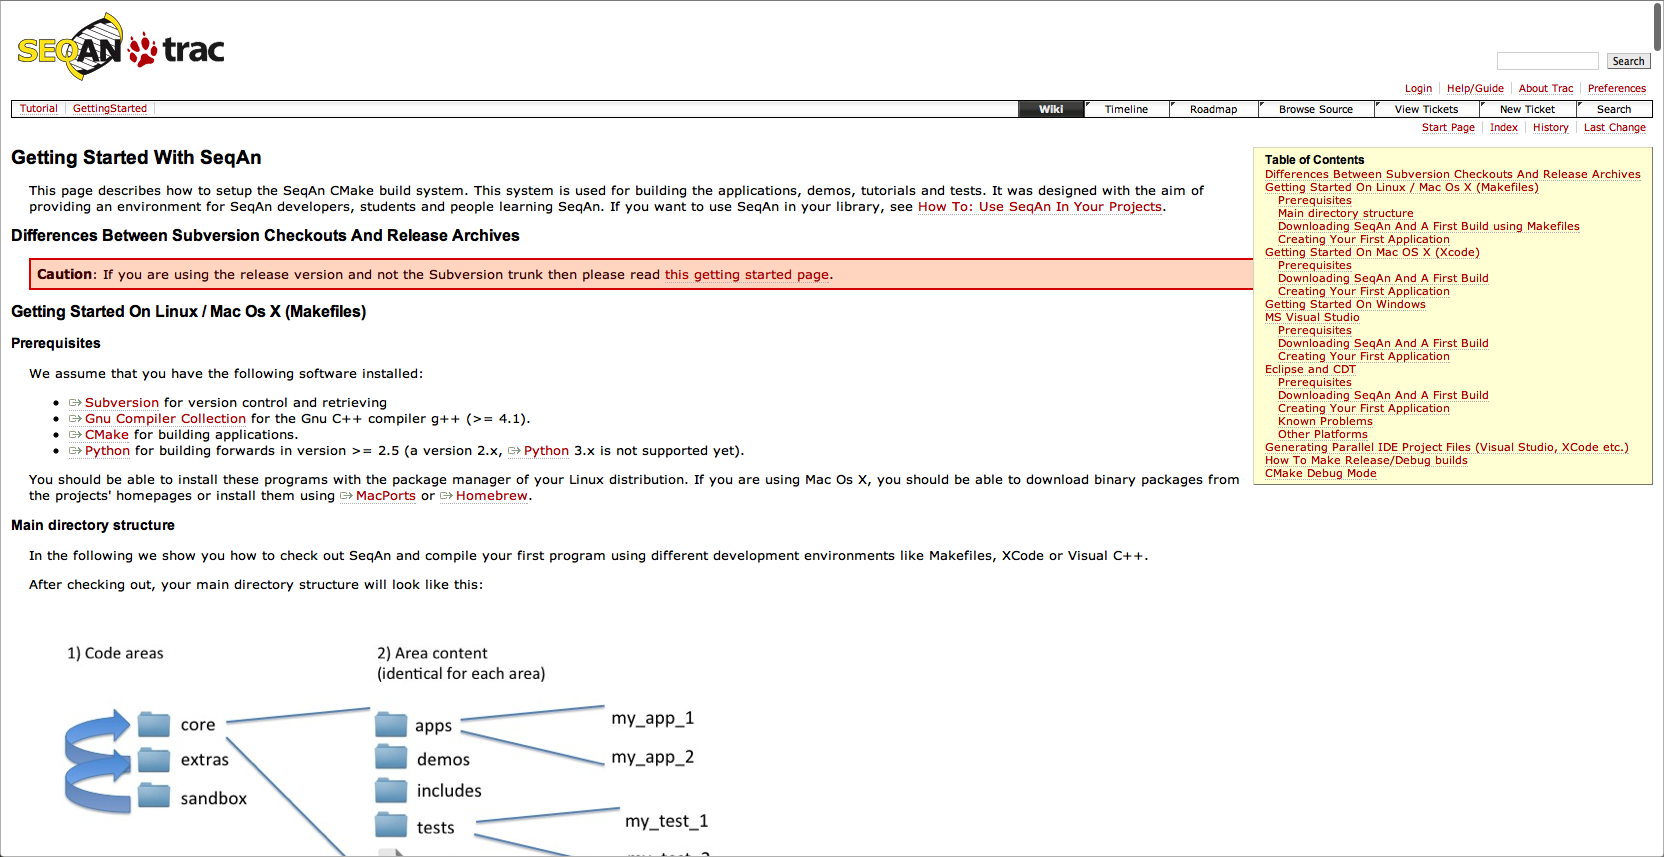 SEQAN trac
Search
Login Help/Guide About Trac Preferences
Tutorial GettingStarted Wiki Timeline Roadmap Browse Source View Tickets New Ticket Search
Start Page Index History Last Change
Getting Started With SeqAn
This page describes how to setup the SeqAn CMake build system. This system is used for building the applications, demos, tutorials and tests. It was designed with the aim of
providing an environment for SeqAn developers, students and people learning SeqAn. If you want to use SeqAn in your library, see How To: Use SeqAn In Your Projects.
Differences Between Subversion Checkouts And Release Archives
Caution: If you are using the release version and not the Subversion trunk then please read this getting started page.
Getting Started On Linux / Mac Os X (Makefiles)
Prerequisites
We assume that you have the following software installed:
Subversion for version control and retrieving
Gnu Compiler Collection for the Gnu C++ compiler g++ (>= 4.1).
CMake for building applications.
Python for building forwards in version >= 2.5 (a version 2.x, Python 3.x is not supported yet).
You should be able to install these programs with the package manager of your Linux distribution. If you are using Mac Os X, you should be able to download binary packages from
the projects' homepages or install them using MacPorts or Homebrew.
Main directory structure
In the following we show you how to check out SeqAn and compile your first program using different development environments like Makefiles, XCode or Visual C++.
After checking out, your main directory structure will look like this:
Table of Contents
Differences Between Subversion Checkouts And Release Archives
Getting Started On Linux / Mac Os X (Makefiles)
Prerequisites
Main directory structure
Downloading SeqAn And A First Build using Makefiles
Creating Your First Application
Getting Started On Mac OS X (Xcode)
Prerequisites
Downloading SeqAn And A First Build
Creating Your First Application
Getting Started On Windows
MS Visual Studio
Prerequisites
Downloading SeqAn And A First Build
Creating Your First Application
Eclipse and CDT
Prerequisites
Downloading SeqAn And A First Build
Creating Your First Application
Known Problems
Other Platforms
Generating Parallel IDE Project Files (Visual Studio, XCode etc.)
How To Make Release/Debug builds
CMake Debug Mode
1) Code areas
core
extras
sandbox
2) Area content
(identical for each area)
apps
demos
includes
tests
my_app_1
my_app_2
my_test_1